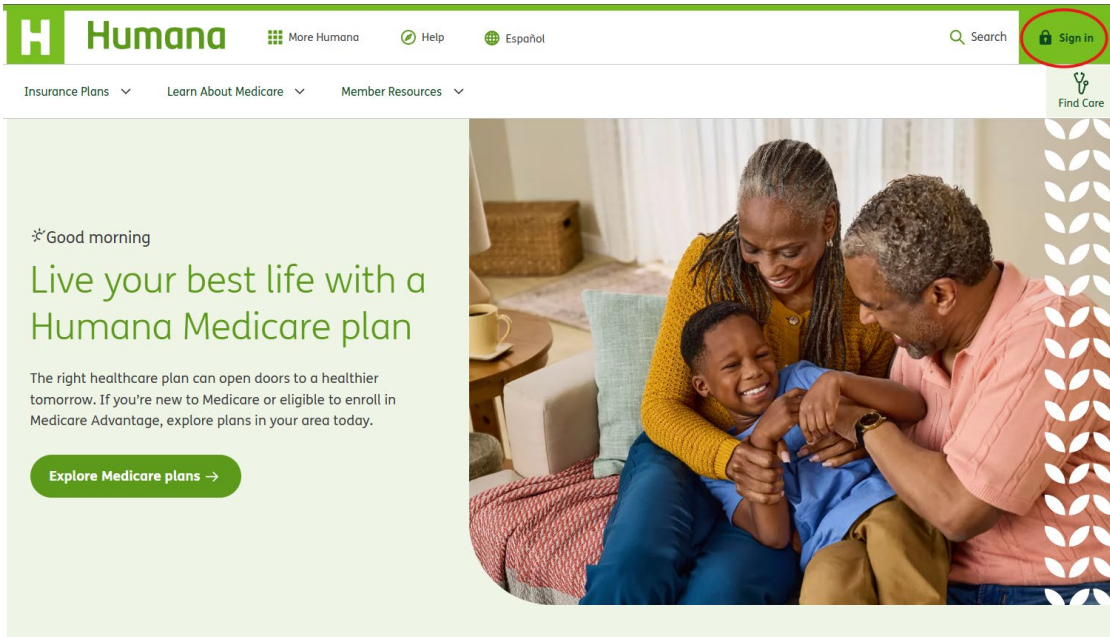 H Humana More Humana Help Español Search Sign in
Insurance Plans Learn About Medicare Member Resources Find Care
Good morning
Live your best life with a
Humana Medicare plan
The right healthcare plan can open doors to a healthier
tomorrow. If you're new to Medicare or eligible to enroll in
Medicare Advantage, explore plans in your area today.
Explore Medicare plans →